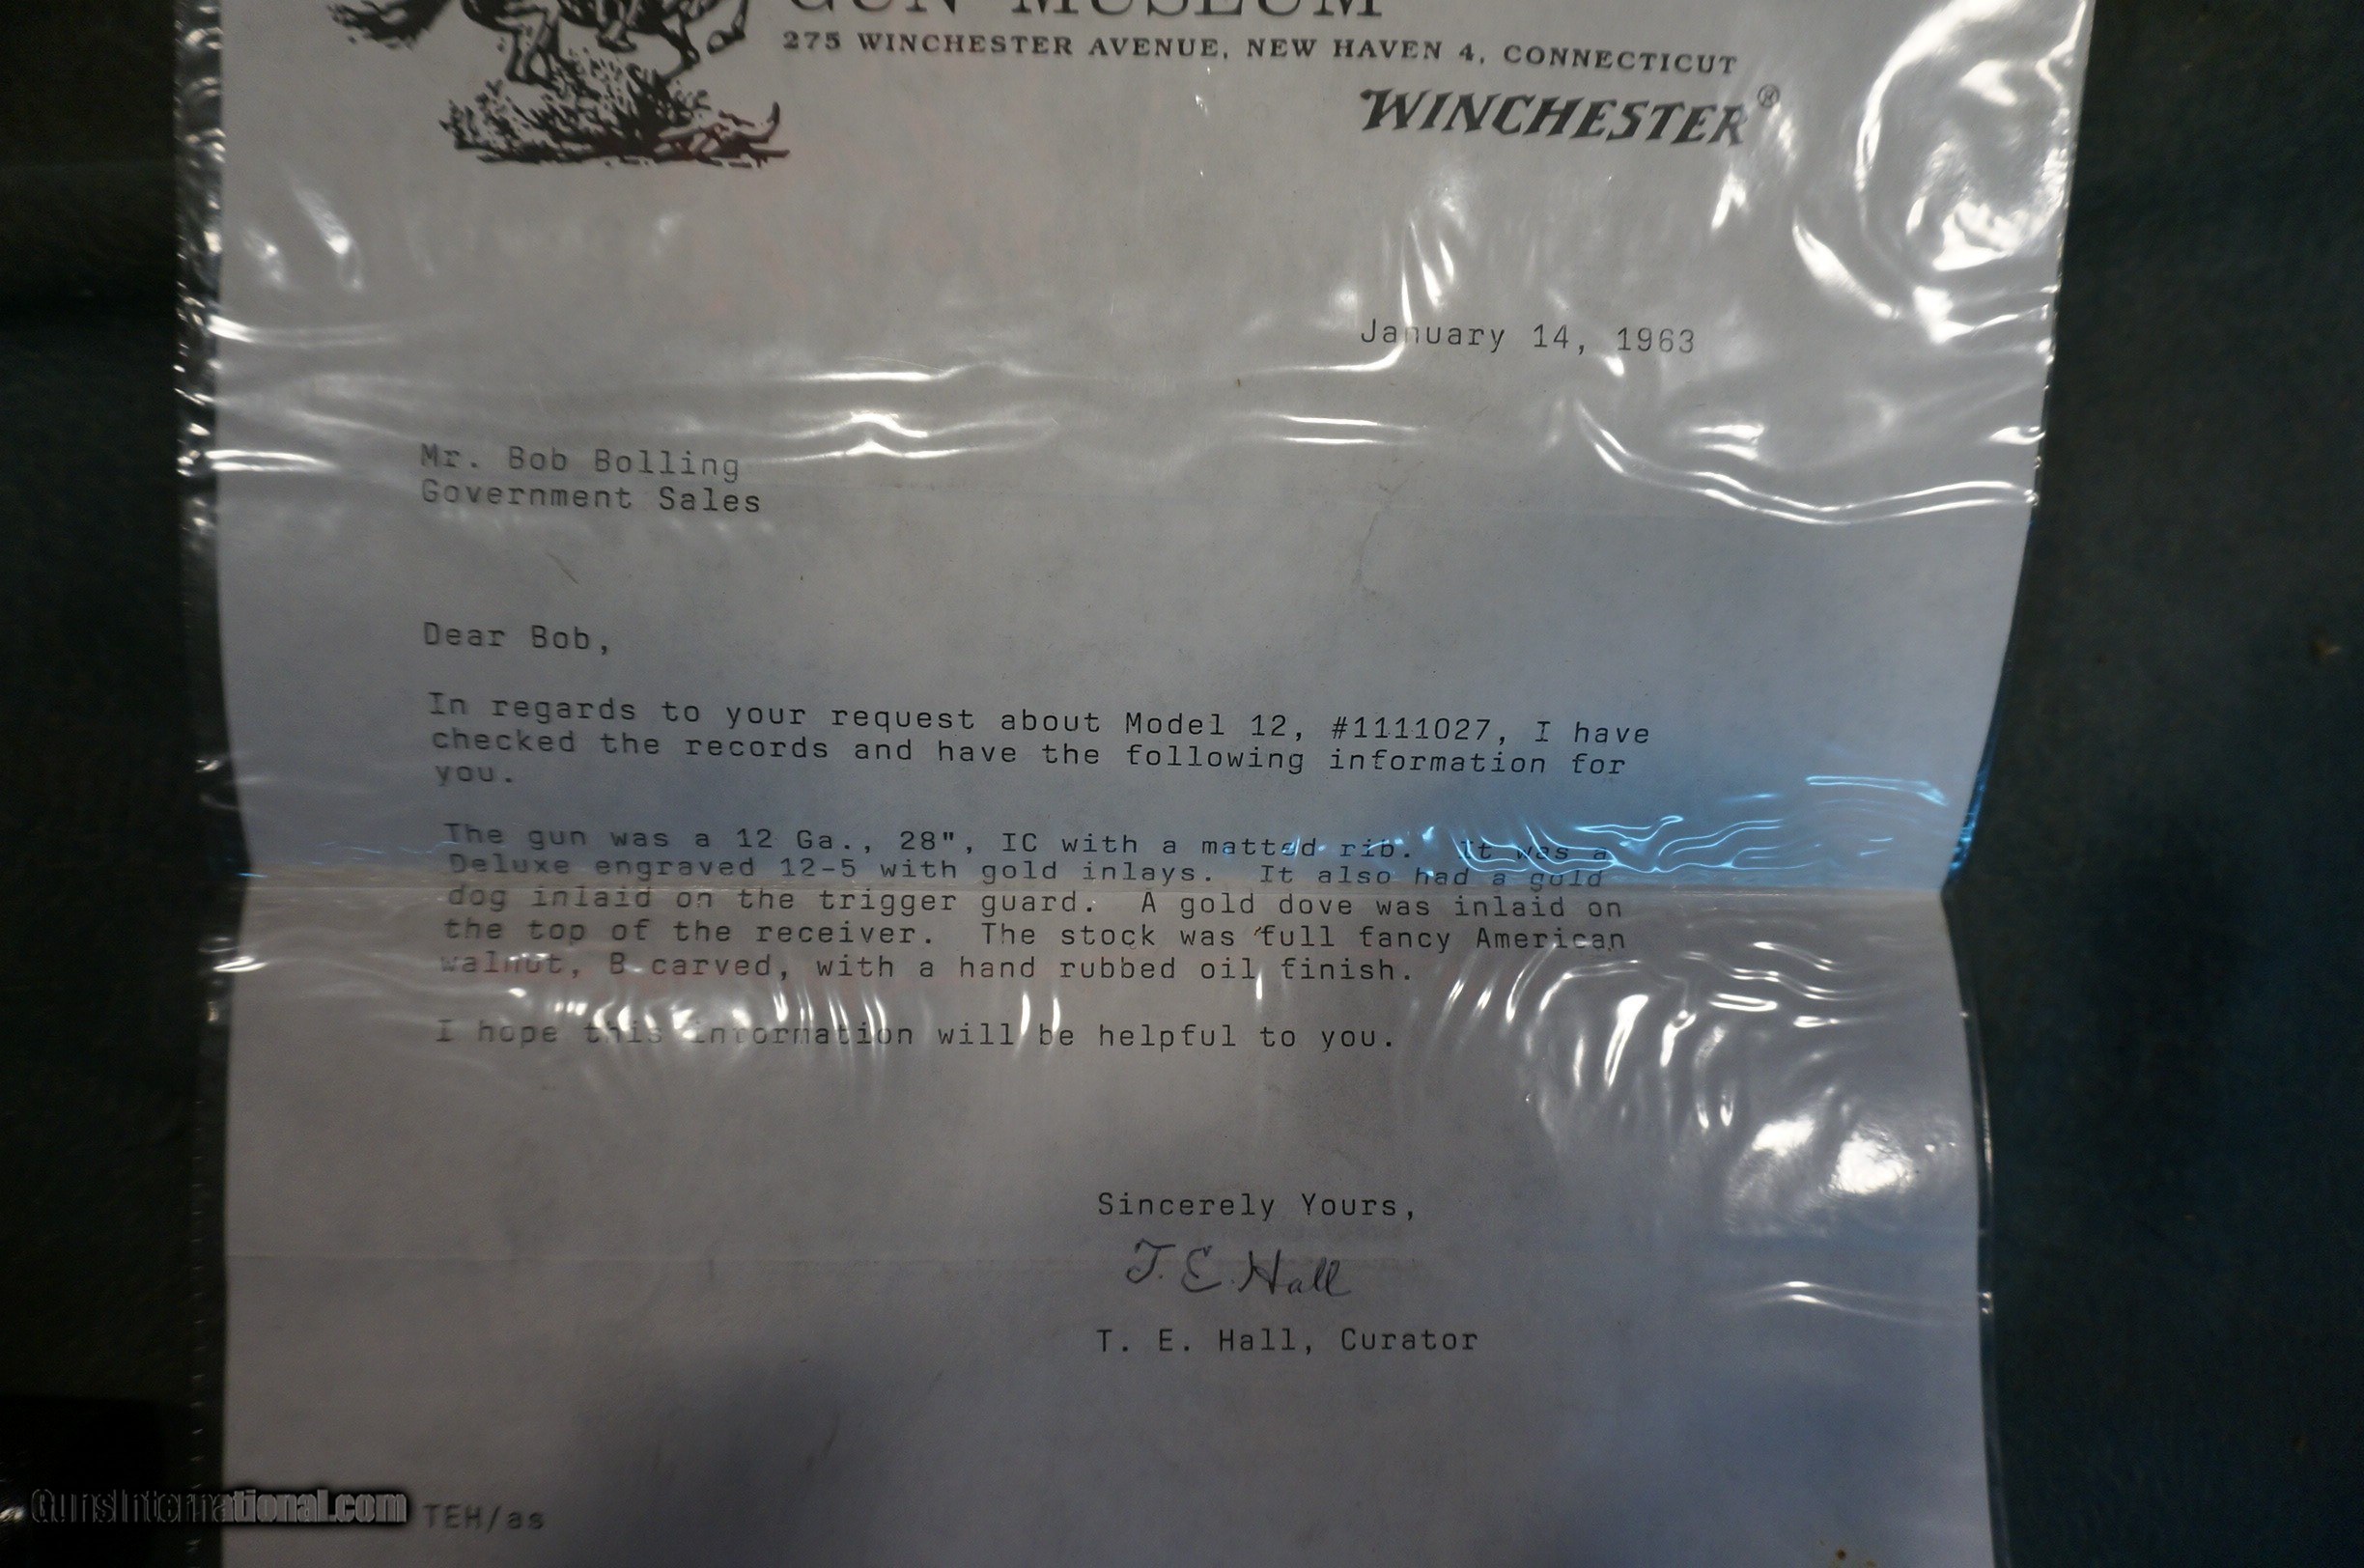 GUN MUSEUM
275 WINCHESTER AVENUE, NEW HAVEN 4, CONNECTICUT
WINCHESTER®
January 14, 1963
Mr. Bob Bolling
Government Sales
Dear Bob,
In regards to your request about Model 12, #1111027, I have
checked the records and have the following information for
you.
The gun was a 12 Ga., 28", IC with a matted rib. It was a
Deluxe engraved 12-5 with gold inlays. It also had a gold
dog inlaid on the trigger guard. A gold dove was inlaid on
the top of the receiver. The stock was full fancy American
walnut, B carved, with a hand rubbed oil finish.
I hope this information will be helpful to you.
Sincerely Yours,
T. E. Hall
T. E. Hall, Curator
TEH/as
GunsInternational.com